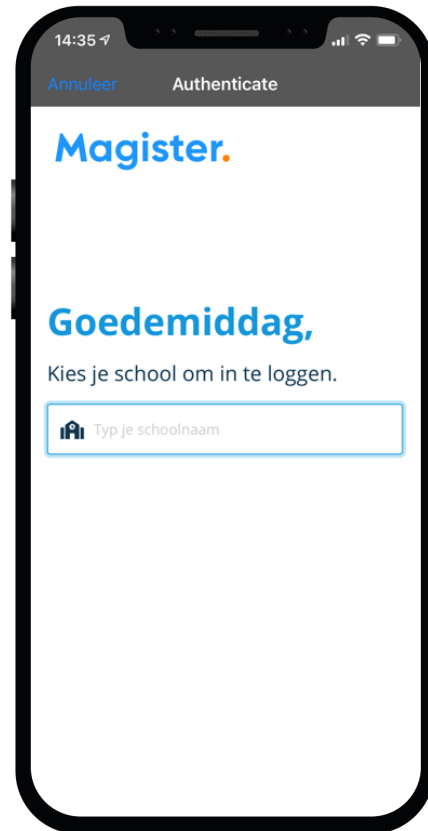 14:35
Annuleer Authenticate
Magister.
Goedemiddag,
Kies je school om in te loggen.
Typ je schoolnaam